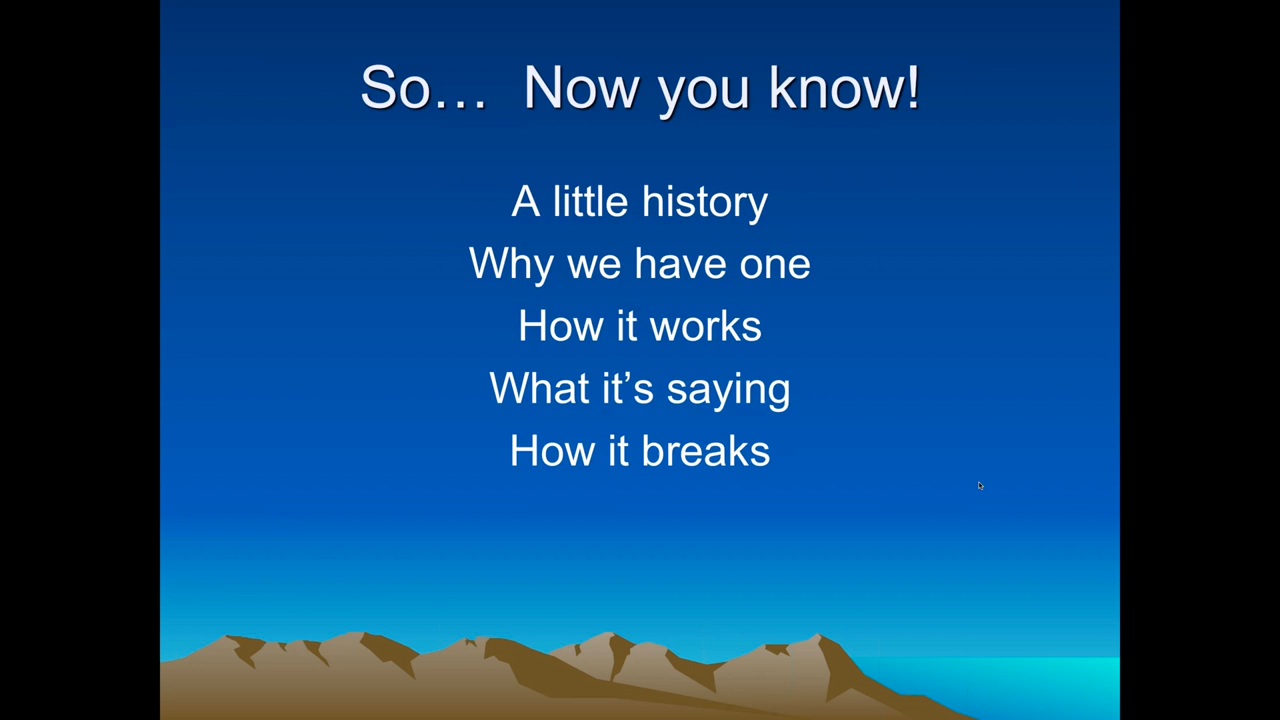 So… Now you know!
A little history
Why we have one
How it works
What it’s saying
How it breaks